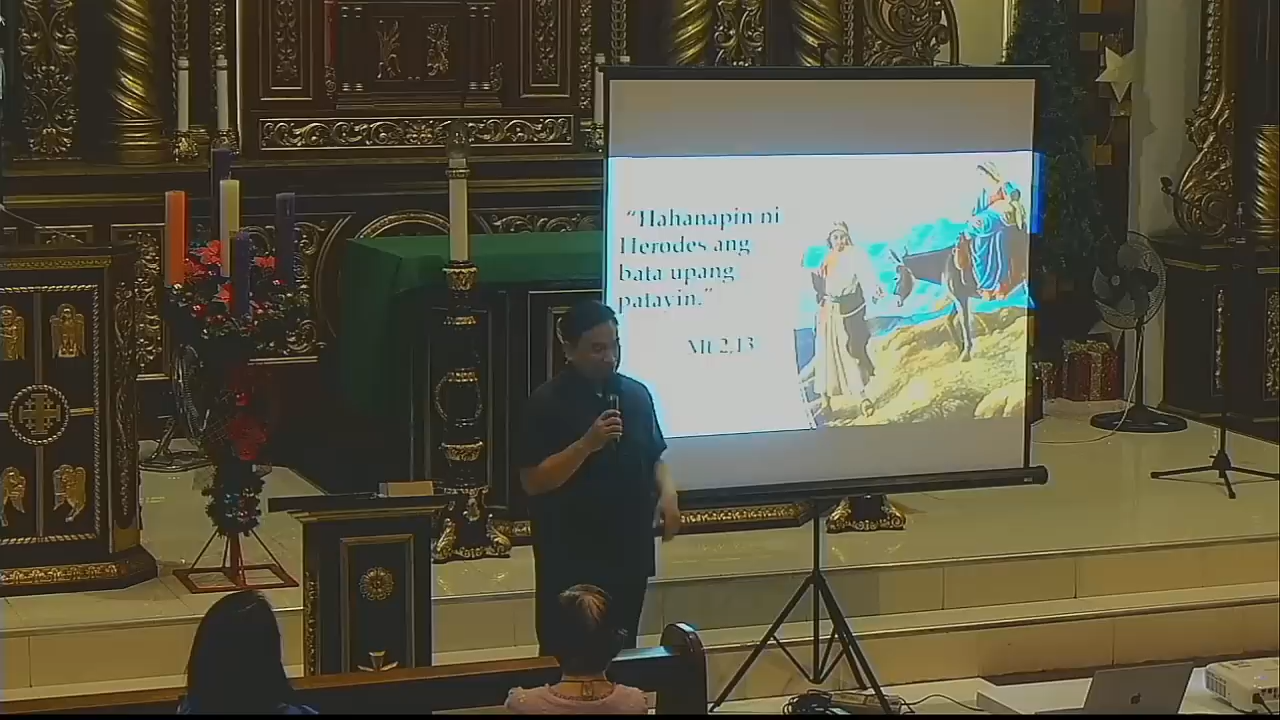 “Hahanapin ni
Herodes ang
bata upang
patayin.”
Mt 2,13